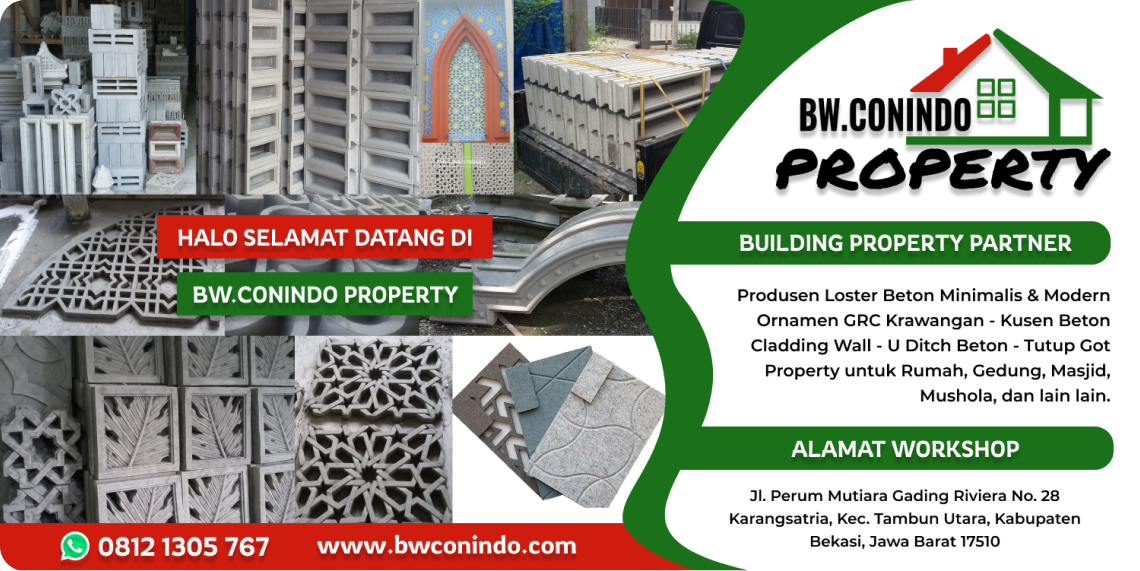 HALO SELAMAT DATANG DI
BW.CONINDO PROPERTY
BW.CONINDO
PROPERTY
BUILDING PROPERTY PARTNER
Produsen Loster Beton Minimalis & Modern
Ornamen GRC Krawangan - Kusen Beton
Cladding Wall - U Ditch Beton - Tutup Got
Property untuk Rumah, Gedung, Masjid,
Mushola, dan lain lain.
ALAMAT WORKSHOP
Jl. Perum Mutiara Gading Riviera No. 28
Karangsatria, Kec. Tambun Utara, Kabupaten
Bekasi, Jawa Barat 17510
0812 1305 767
www.bwconindo.com